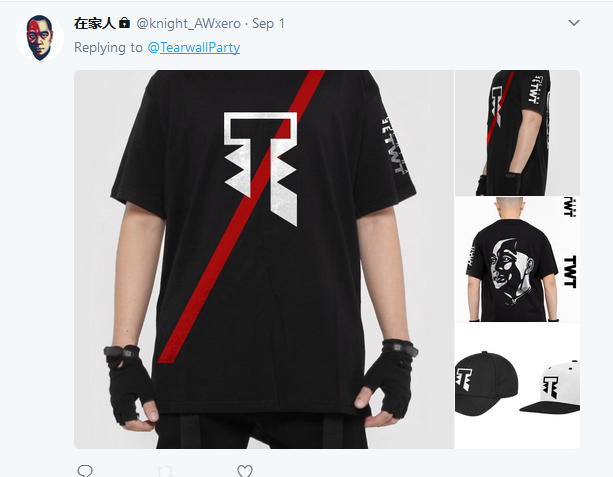 在家人 @knight_AWxero · Sep 1
Replying to @TearwallParty
TWT
TWT
TWT